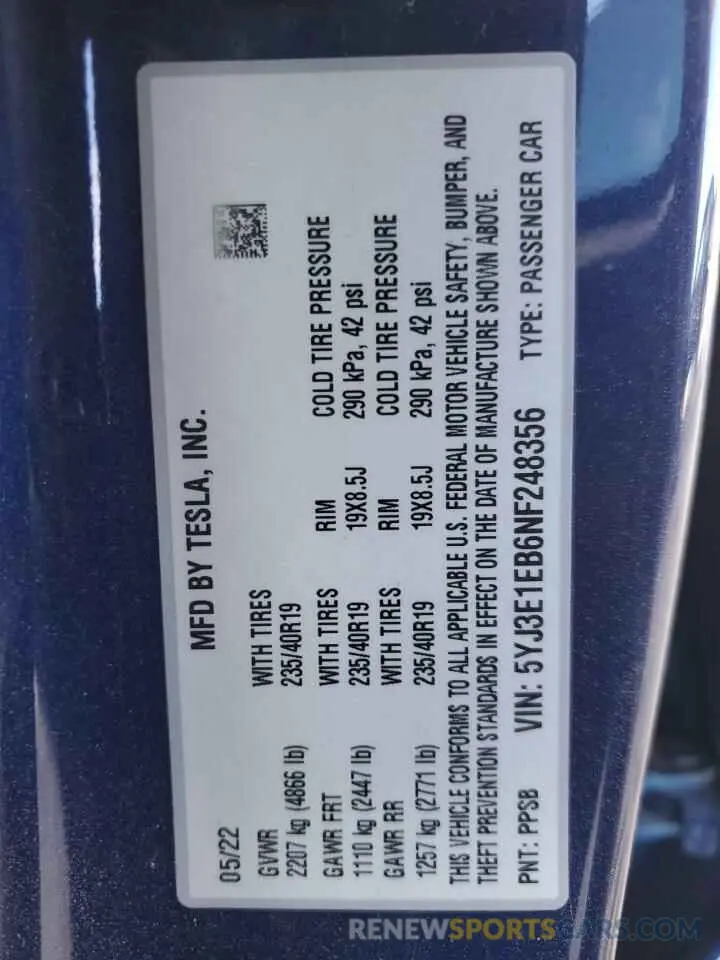 MFD BY TESLA, INC.
05/22
GVWR WITH TIRES
2207 kg (4866 lb) 235/40R19
GAWR FRT WITH TIRES RIM COLD TIRE PRESSURE
1110 kg (2447 lb) 235/40R19 19X8.5J 290 kPa, 42 psi
GAWR RR WITH TIRES RIM COLD TIRE PRESSURE
1257 kg (2771 lb) 235/40R19 19X8.5J 290 kPa, 42 psi
THIS VEHICLE CONFORMS TO ALL APPLICABLE U.S. FEDERAL MOTOR VEHICLE SAFETY, BUMPER, AND
THEFT PREVENTION STANDARDS IN EFFECT ON THE DATE OF MANUFACTURE SHOWN ABOVE.
PNT: PPSB VIN: 5YJ3E1EB6NF248356 TYPE: PASSENGER CAR
RENEWSPORTSCARS.COM